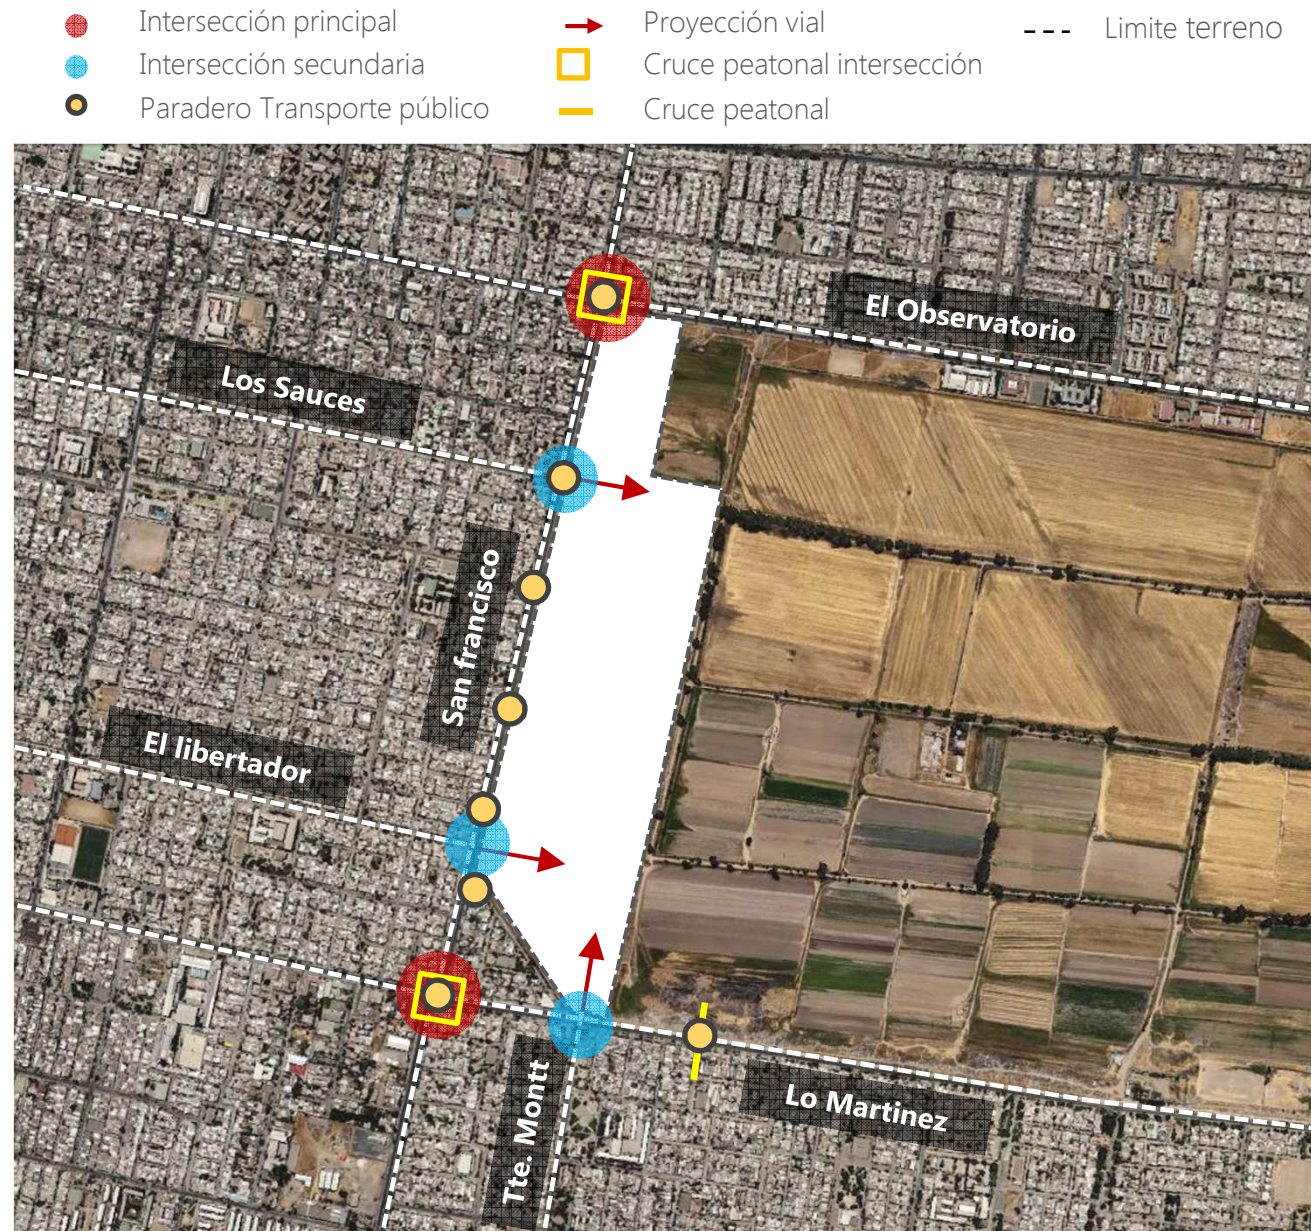 Intersección principal
Proyección vial
Limite terreno
Intersección secundaria
Cruce peatonal intersección
Paradero Transporte público
Cruce peatonal
El Observatorio
Los Sauces
San francisco
El libertador
Tte. Montt
Lo Martinez